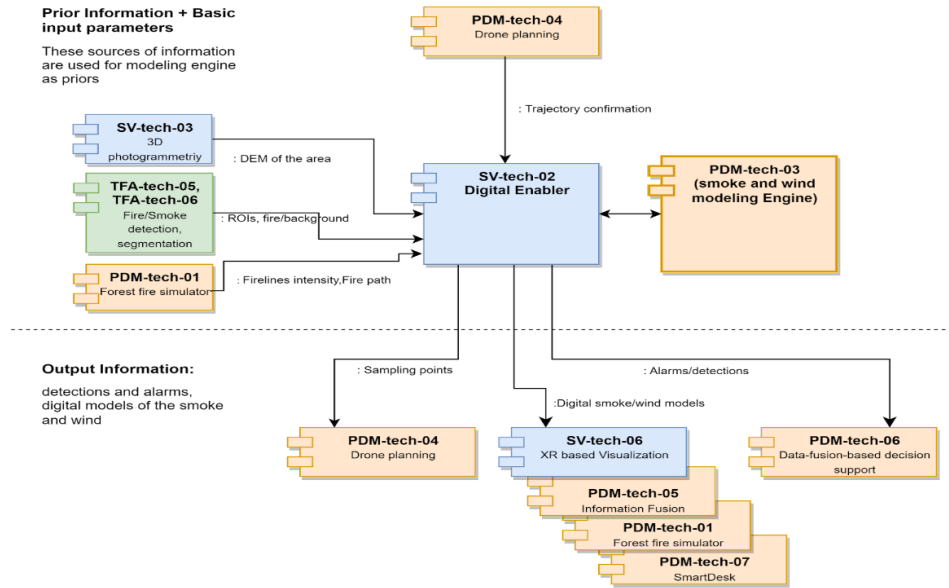 Prior Information + Basic
input parameters
These sources of information
are used for modeling engine
as priors
PDM-tech-04
Drone planning
: Trajectory confirmation
SV-tech-03
3D
photogrammetriy
: DEM of the area
TFA-tech-05,
TFA-tech-06
Fire/Smoke
detection,
segmentation
: ROIs, fire/background
PDM-tech-01
Forest fire simulator
: Firelines intensity,Fire path
SV-tech-02
Digital Enabler
PDM-tech-03
(smoke and wind
modeling Engine)
Output Information:
detections and alarms,
digital models of the smoke
and wind
: Sampling points
:Digital smoke/wind models
: Alarms/detections
PDM-tech-04
Drone planning
SV-tech-06
XR based Visualization
PDM-tech-05
Information Fusion
PDM-tech-01
Forest fire simulator
PDM-tech-07
SmartDesk
PDM-tech-06
Data-fusion-based decision
support